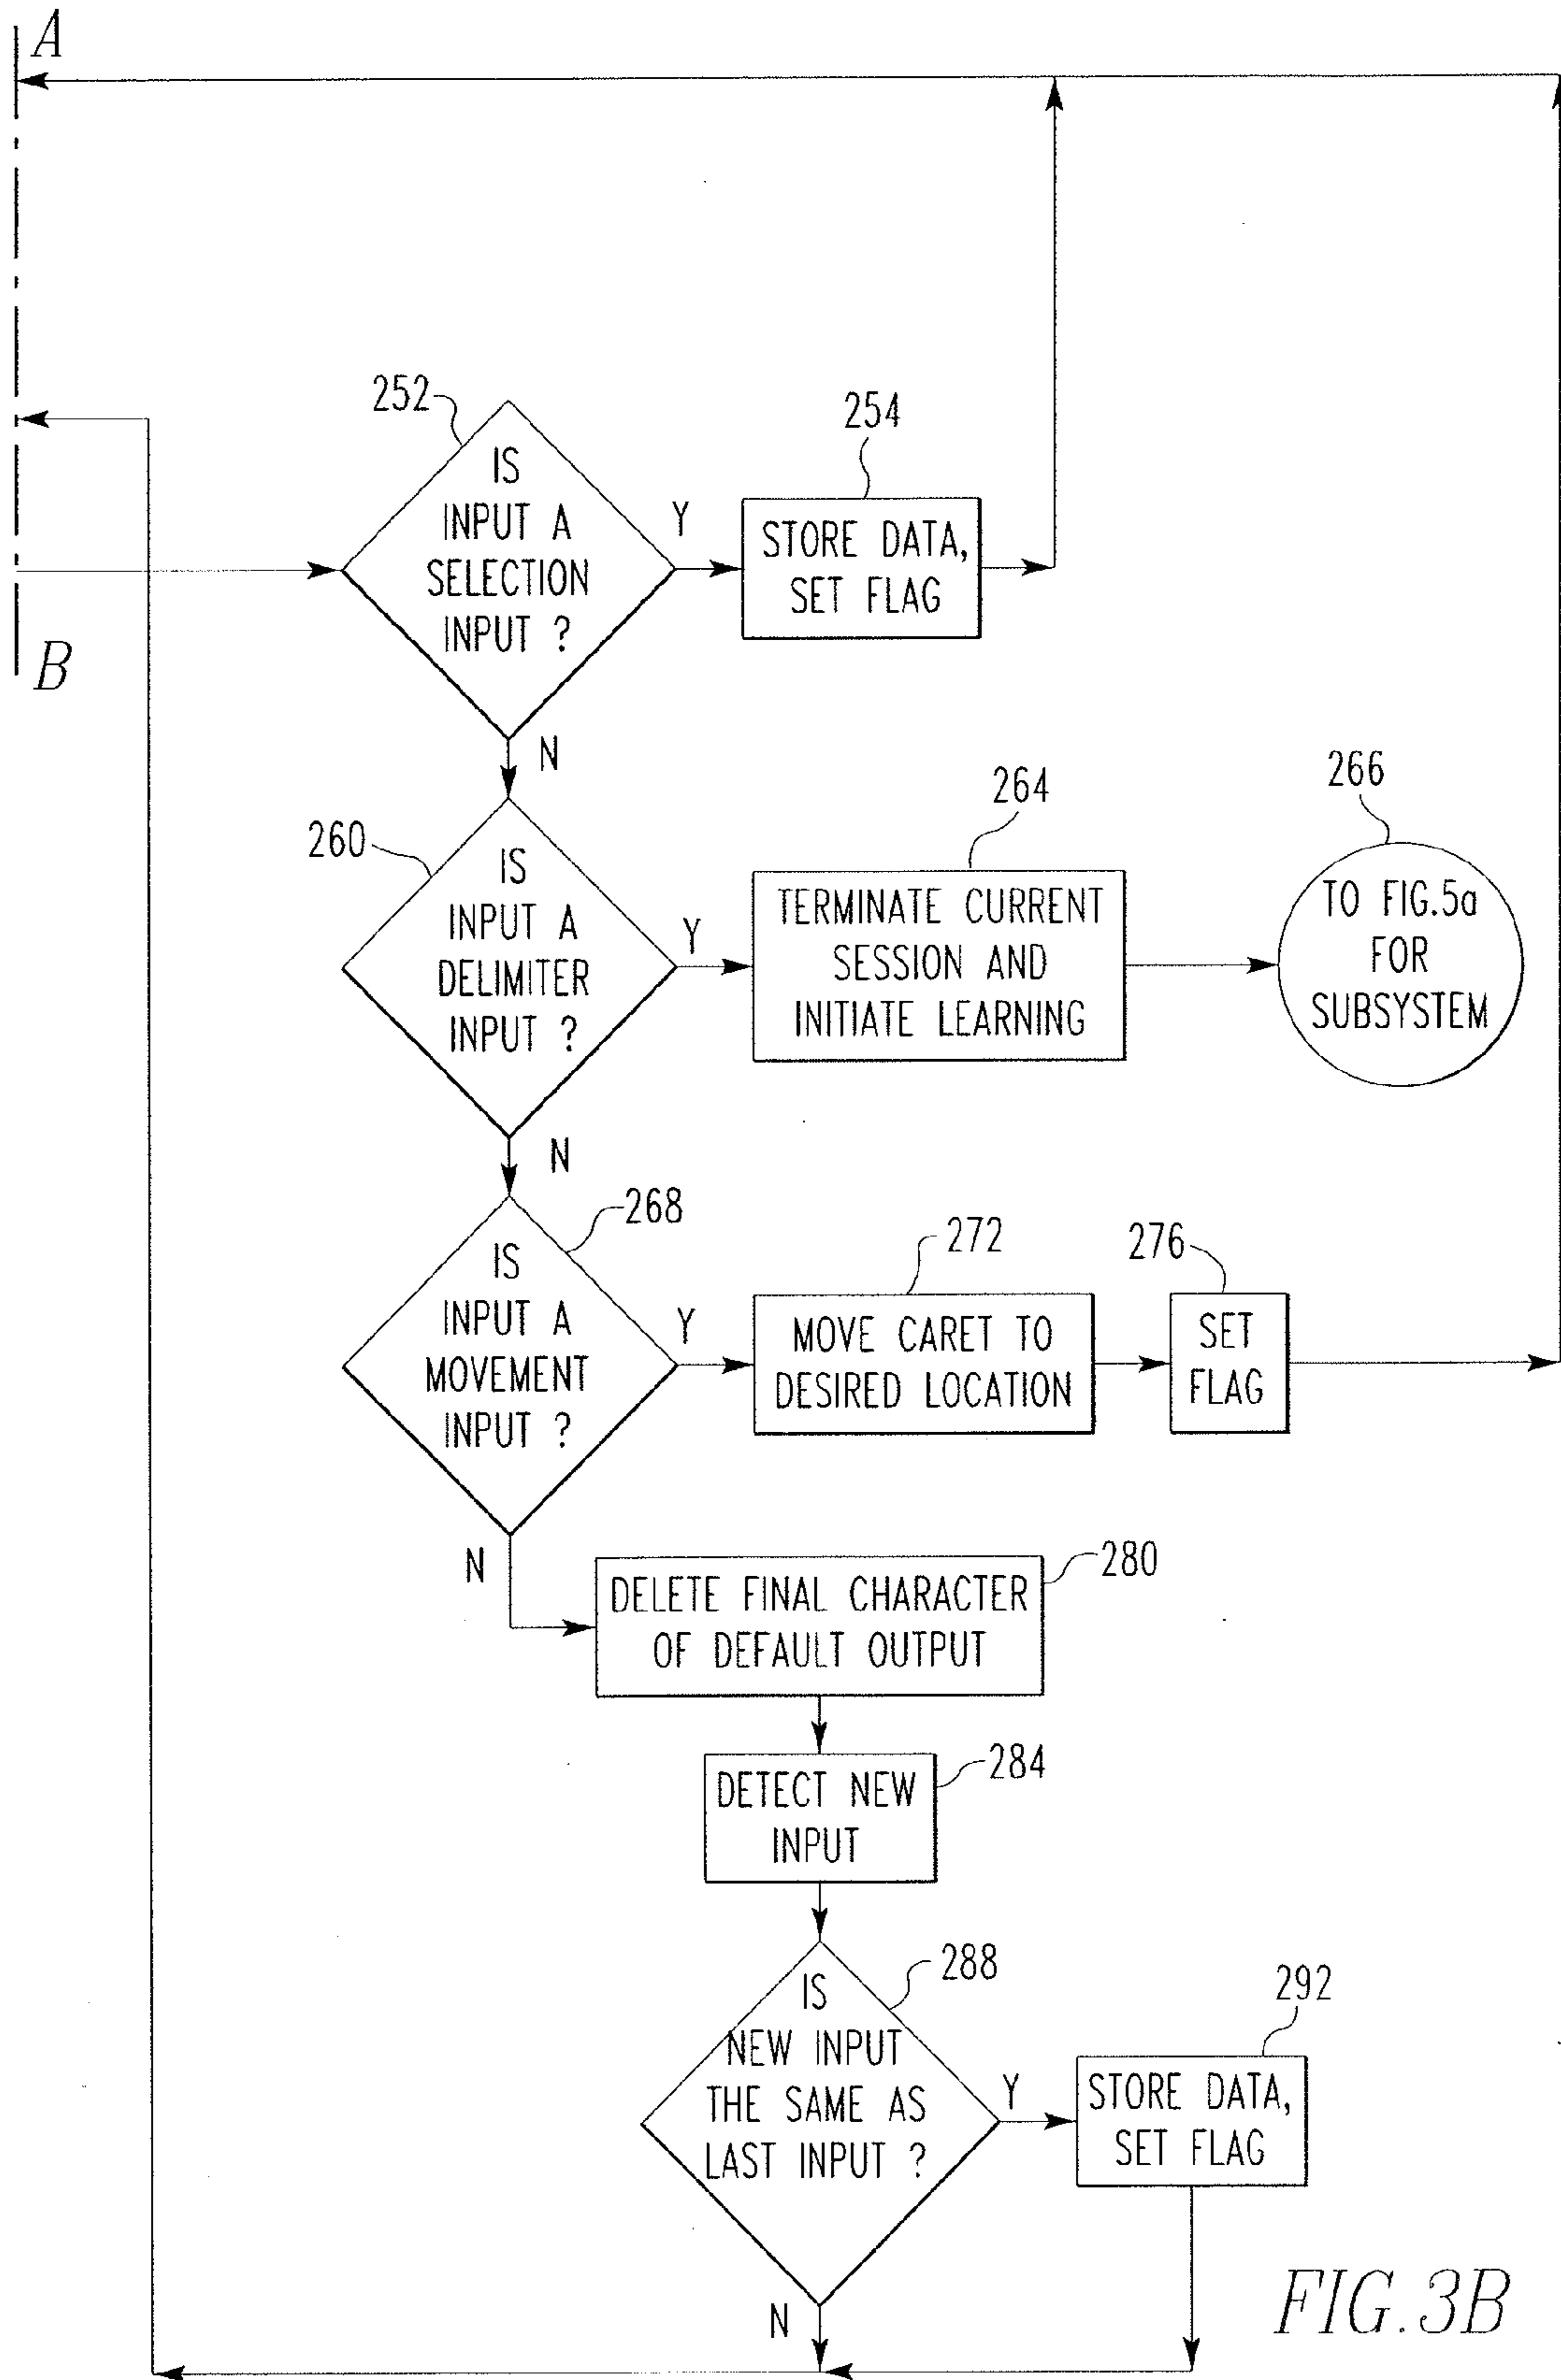 A
B
252
IS
INPUT A
SELECTION
INPUT ?
Y
254
STORE DATA,
SET FLAG
N
260
IS
INPUT A
DELIMITER
INPUT ?
Y
264
TERMINATE CURRENT
SESSION AND
INITIATE LEARNING
266
TO FIG.5a
FOR
SUBSYSTEM
N
268
IS
INPUT A
MOVEMENT
INPUT ?
Y
272
MOVE CARET TO
DESIRED LOCATION
276
SET
FLAG
N
280
DELETE FINAL CHARACTER
OF DEFAULT OUTPUT
284
DETECT NEW
INPUT
288
IS
NEW INPUT
THE SAME AS
LAST INPUT ?
Y
292
STORE DATA,
SET FLAG
N
FIG.3B